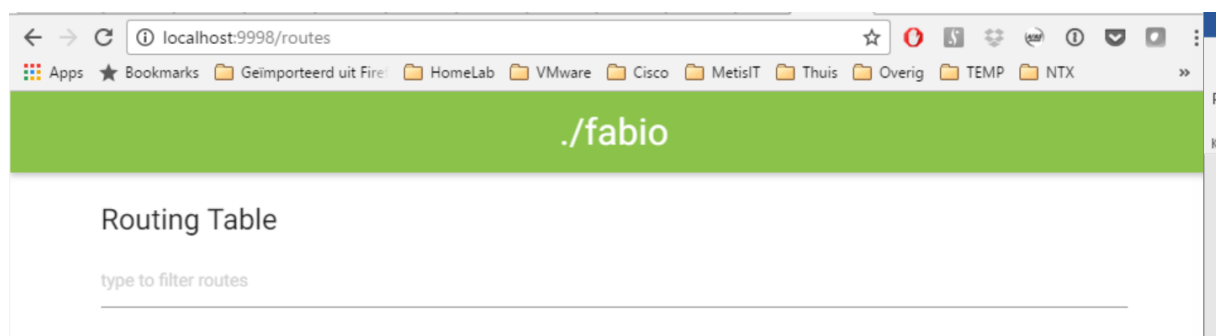 localhost:9998/routes
Apps Bookmarks Geïmporteerd uit Firef HomeLab VMware Cisco MetisIT Thuis Overig TEMP NTX »
./fabio
Routing Table
type to filter routes